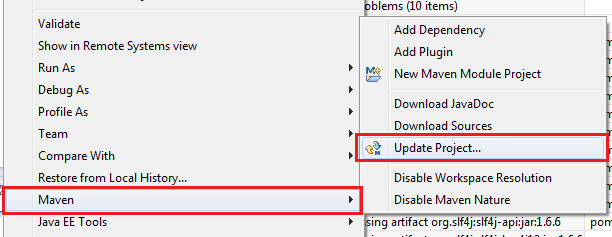 oblems (10 items)
Validate
Show in Remote Systems view
Run As
Debug As
Profile As
Team
Compare With
Restore from Local History...
Maven
Java EE Tools
Add Dependency
Add Plugin
New Maven Module Project
Download JavaDoc
Download Sources
Update Project...
Disable Workspace Resolution
Disable Maven Nature
sing artifact org.slf4j:slf4j-api:jar:1.6.6
pom